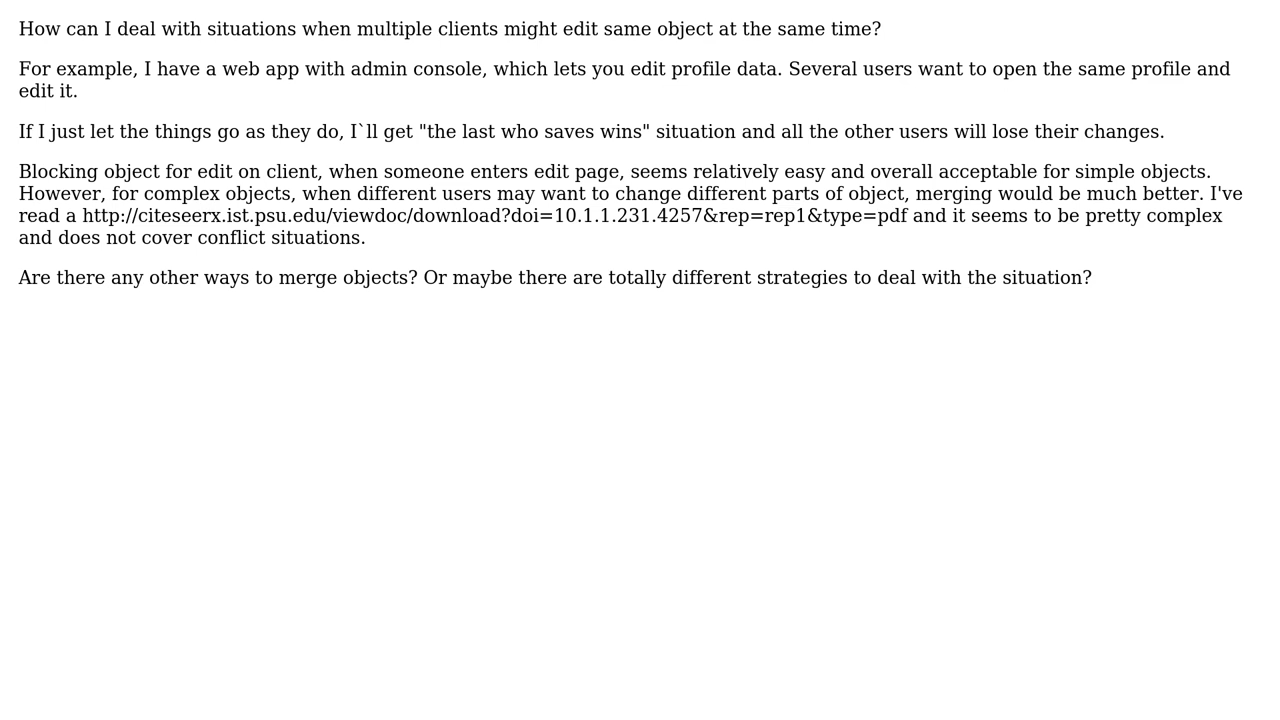 How can I deal with situations when multiple clients might edit same object at the same time?
For example, I have a web app with admin console, which lets you edit profile data. Several users want to open the same profile and
edit it.
If I just let the things go as they do, I`ll get "the last who saves wins" situation and all the other users will lose their changes.
Blocking object for edit on client, when someone enters edit page, seems relatively easy and overall acceptable for simple objects.
However, for complex objects, when different users may want to change different parts of object, merging would be much better. I've
read a http://citeseerx.ist.psu.edu/viewdoc/download?doi=10.1.1.231.4257&rep=rep1&type=pdf and it seems to be pretty complex
and does not cover conflict situations.
Are there any other ways to merge objects? Or maybe there are totally different strategies to deal with the situation?